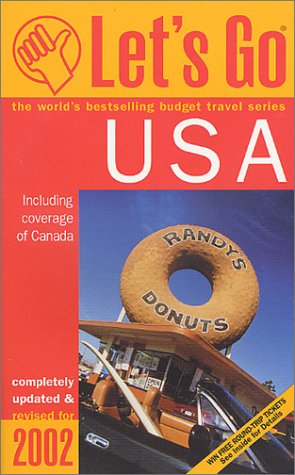 Let's Go®
the world's bestselling budget travel series
USA
Including
coverage
of Canada
RANDY'S
DONUTS
completely
updated &
revised for
2002
WIN FREE ROUND-TRIP TICKETS
See Inside for Details